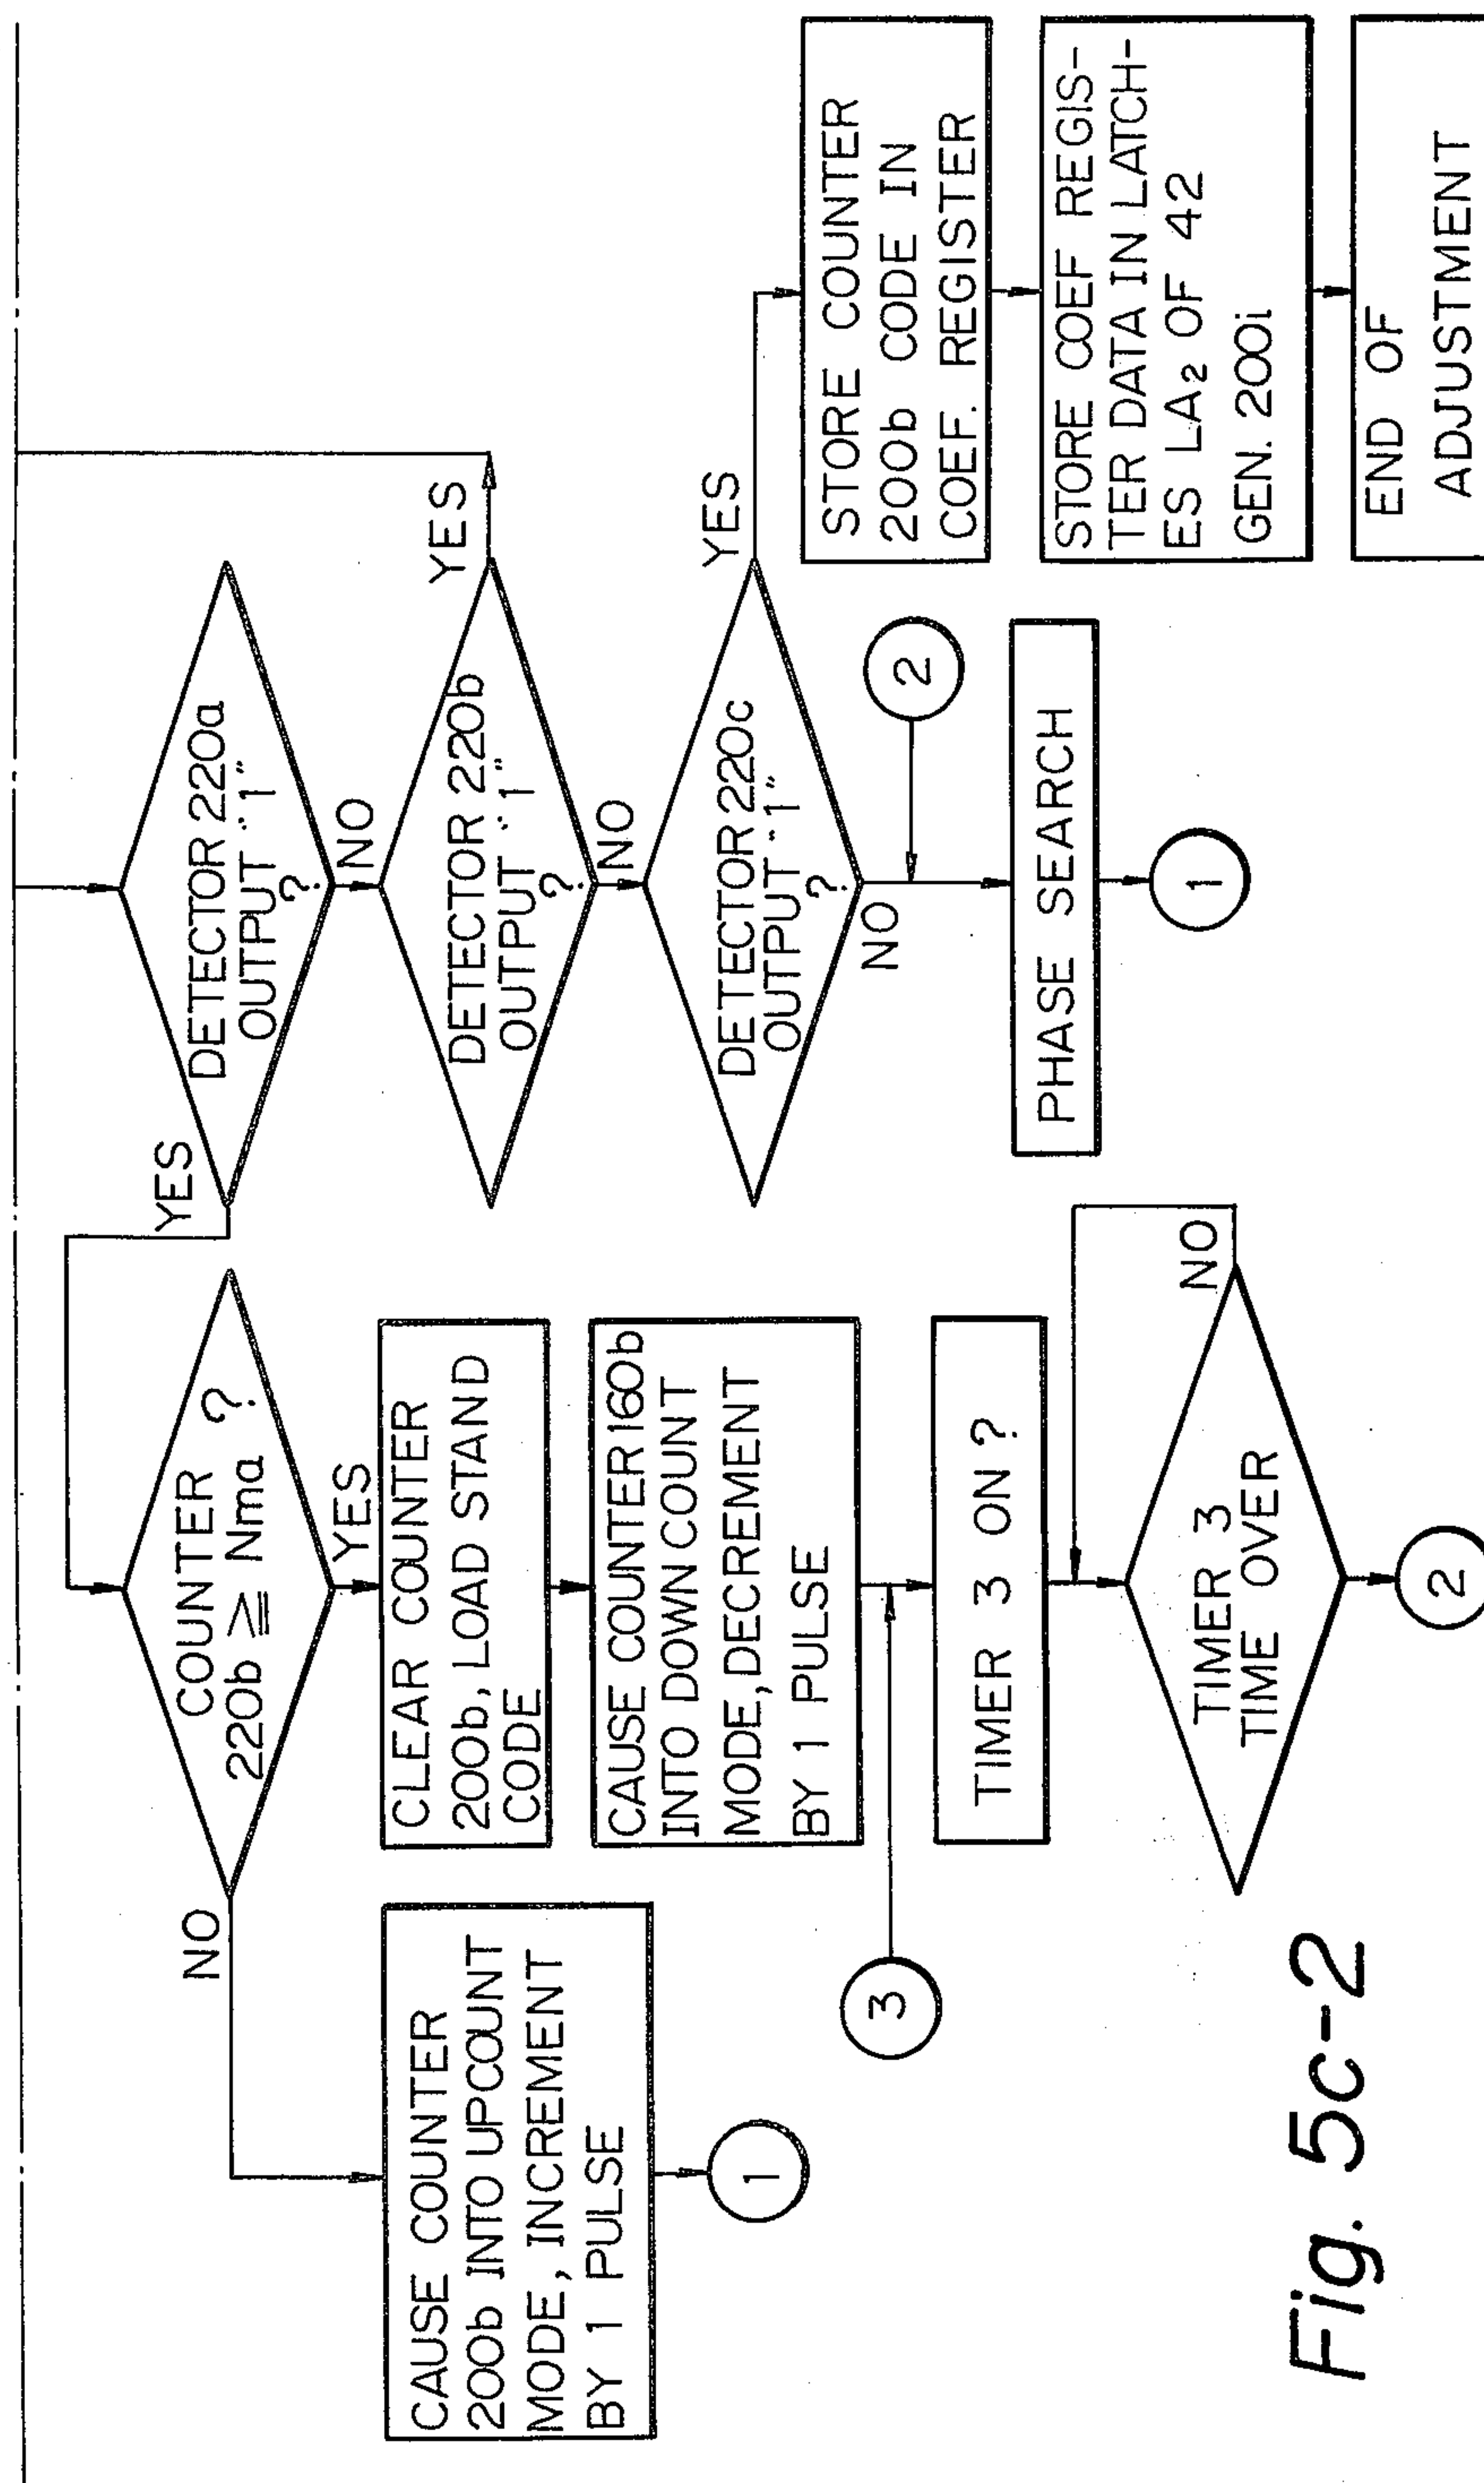 DETECTOR 220a
OUTPUT "1"
?
YES
NO
DETECTOR 220b
OUTPUT "1"
?
YES
NO
DETECTOR 220c
OUTPUT "1"
?
YES
NO
STORE COUNTER
200b CODE IN
COEF. REGISTER
STORE COEF REGIS-
TER DATA IN LATCH-
ES LA₂ OF 42
GEN. 200i
END OF
ADJUSTMENT
2
PHASE SEARCH
1
COUNTER ?
220b ≧ Nma
NO
YES
CAUSE COUNTER
200b INTO UPCOUNT
MODE, INCREMENT
BY 1 PULSE
1
CLEAR COUNTER
200b, LOAD STAND
CODE
CAUSE COUNTER 160b
INTO DOWN COUNT
MODE, DECREMENT
BY 1 PULSE
3
TIMER 3 ON ?
TIMER 3
TIME OVER
NO
2
Fig. 5c-2